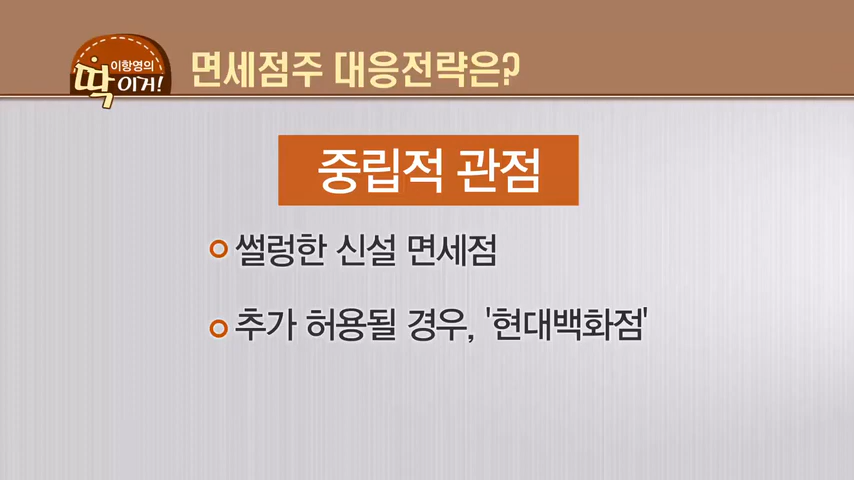 이항영의
딱 이거!
면세점주 대응전략은?
중립적 관점
썰렁한 신설 면세점
추가 허용될 경우, '현대백화점'